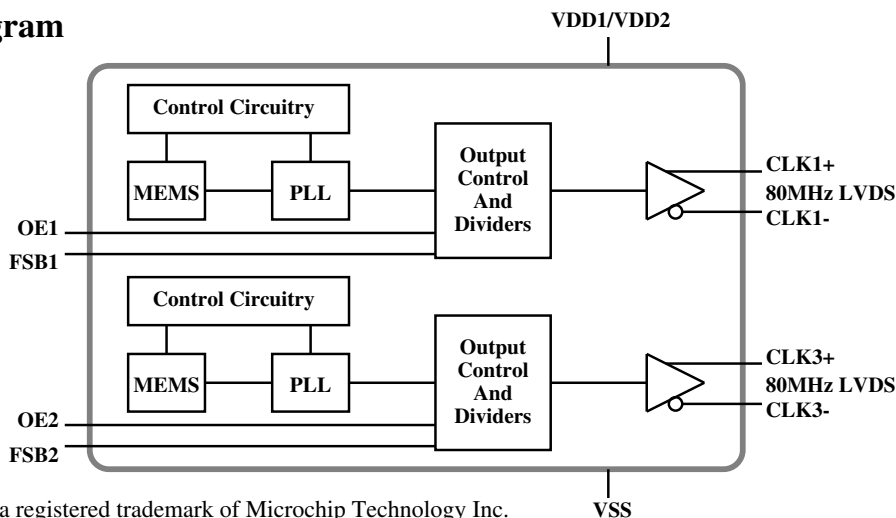 gram
VDD1/VDD2
Control Circuitry
MEMS
PLL
Output
Control
And
Dividers
CLK1+
80MHz LVDS
CLK1-
OE1
FSB1
Control Circuitry
MEMS
PLL
Output
Control
And
Dividers
CLK3+
80MHz LVDS
CLK3-
OE2
FSB2
a registered trademark of Microchip Technology Inc.
VSS